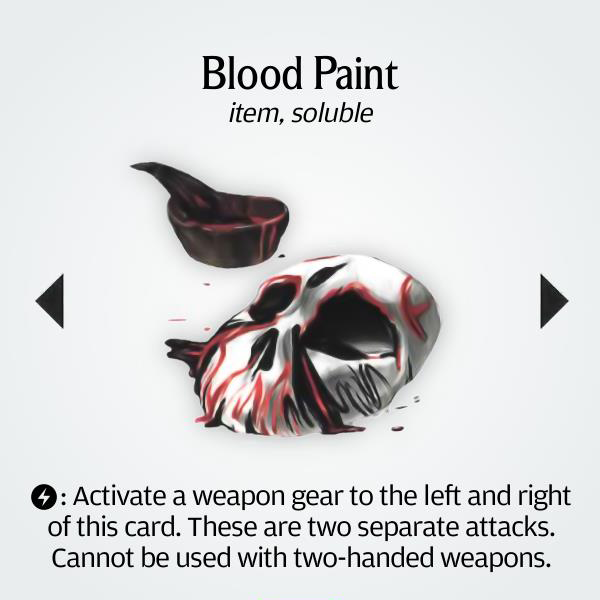 Blood Paint
item, soluble
: Activate a weapon gear to the left and right
of this card. These are two separate attacks.
Cannot be used with two-handed weapons.